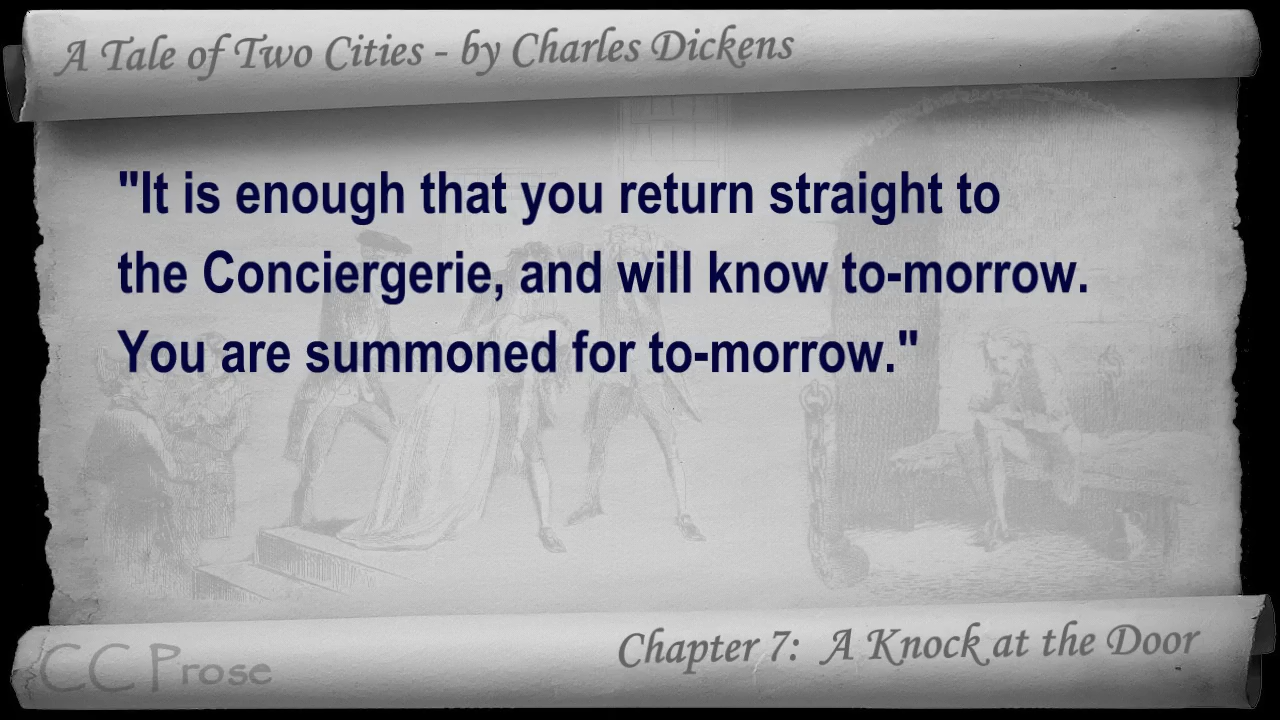 A Tale of Two Cities - by Charles Dickens
"It is enough that you return straight to
the Conciergerie, and will know to-morrow.
You are summoned for to-morrow."
Chapter 7: A Knock at the Door
CC Prose